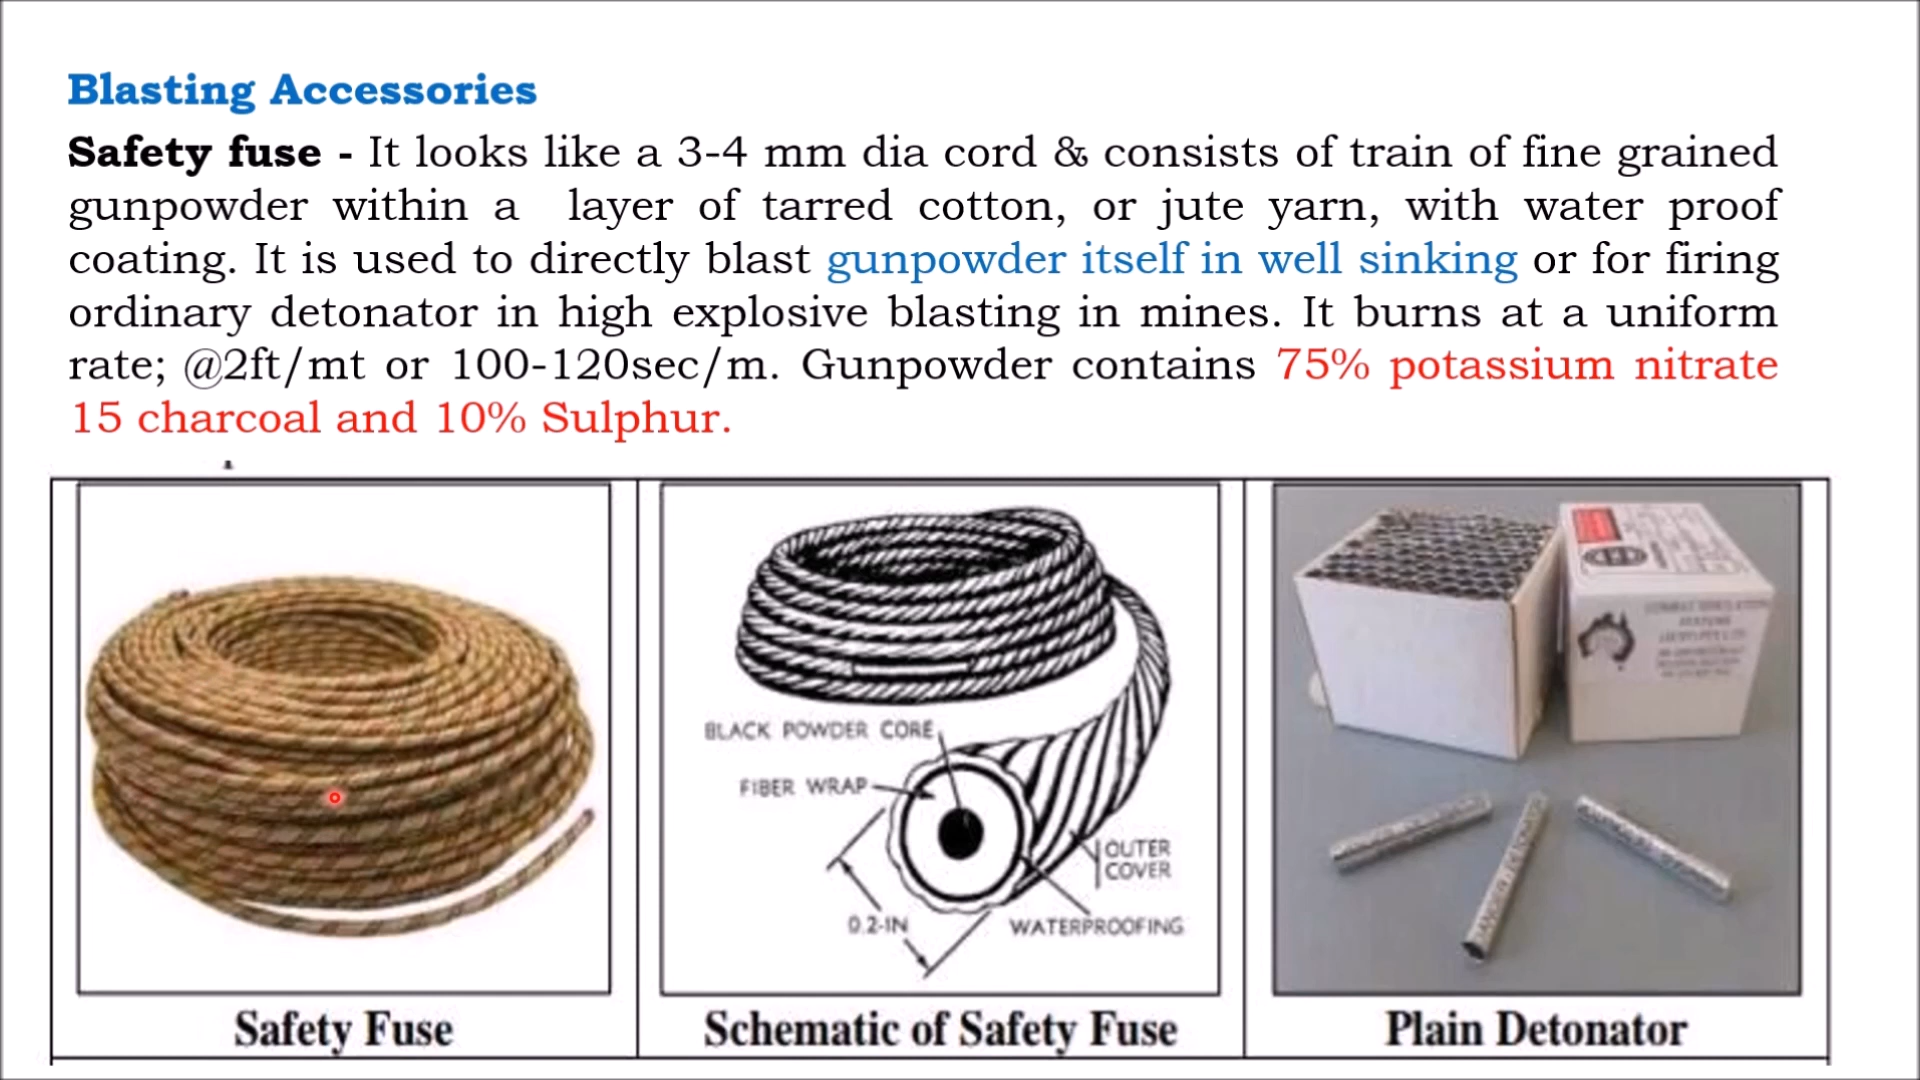 Blasting Accessories
Safety fuse - It looks like a 3-4 mm dia cord & consists of train of fine grained
gunpowder within a layer of tarred cotton, or jute yarn, with water proof
coating. It is used to directly blast gunpowder itself in well sinking or for firing
ordinary detonator in high explosive blasting in mines. It burns at a uniform
rate; @2ft/mt or 100-120sec/m. Gunpowder contains 75% potassium nitrate
15 charcoal and 10% Sulphur.
BLACK POWDER CORE
FIBER WRAP
OUTER
COVER
0.2-IN
WATERPROOFING
Safety Fuse
Schematic of Safety Fuse
Plain Detonator